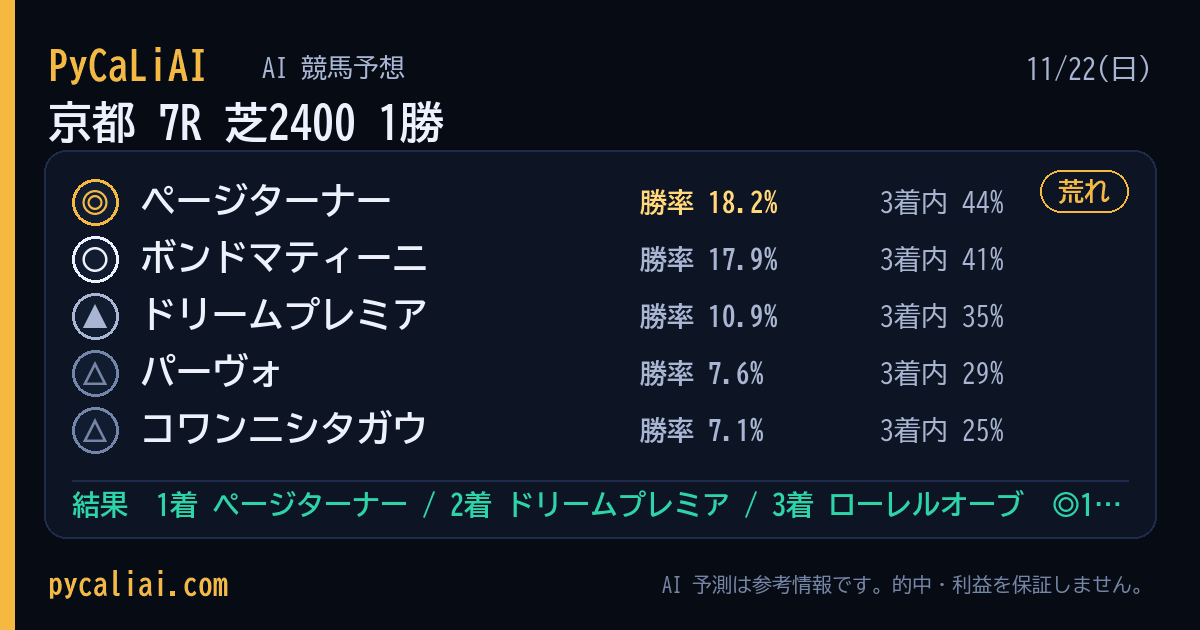 PyCaLiAI AI 競馬予想 11/22(日)
京都 7R 芝2400 1勝
◎ ページターナー 勝率 18.2% 3着内 44% 荒れ
○ ボンドマティーニ 勝率 17.9% 3着内 41%
▲ ドリームプレミア 勝率 10.9% 3着内 35%
△ パーヴォ 勝率 7.6% 3着内 29%
△ コワンニシタガウ 勝率 7.1% 3着内 25%
結果 1着 ページターナー / 2着 ドリームプレミア / 3着 ローレルオーブ ◎1…
pycaliai.com AI 予測は参考情報です。的中・利益を保証しません。